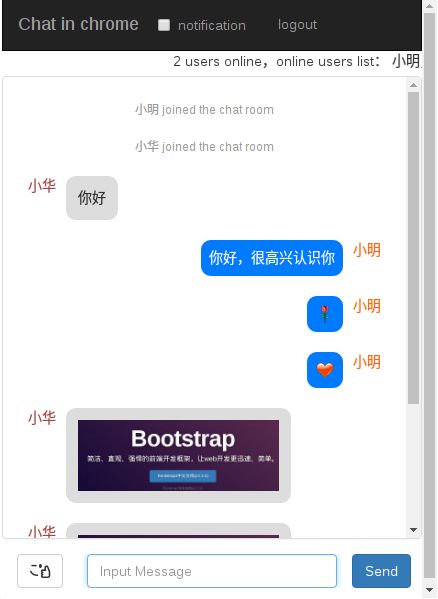 Chat in chrome notification logout
2 users online，online users list： 小明
小明 joined the chat room
小华 joined the chat room
小华
你好
你好，很高兴认识你
小明
小明
小明
小华
Bootstrap
简洁、直观、强悍的前端开发框架，让web开发更迅速、简单。
小华
Input Message
Send